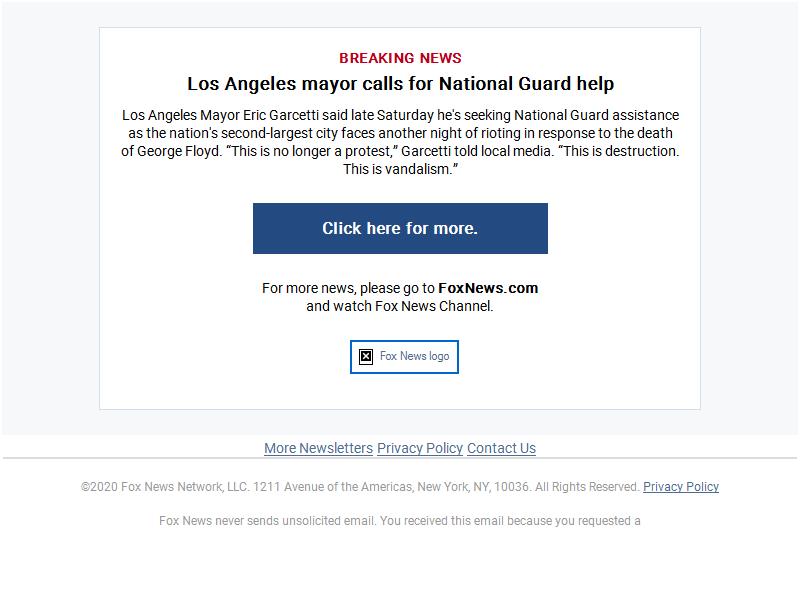 BREAKING NEWS
Los Angeles mayor calls for National Guard help
Los Angeles Mayor Eric Garcetti said late Saturday he's seeking National Guard assistance
as the nation's second-largest city faces another night of rioting in response to the death
of George Floyd. “This is no longer a protest,” Garcetti told local media. “This is destruction.
This is vandalism.”
Click here for more.
For more news, please go to FoxNews.com
and watch Fox News Channel.
Fox News logo
More Newsletters Privacy Policy Contact Us
©2020 Fox News Network, LLC. 1211 Avenue of the Americas, New York, NY, 10036. All Rights Reserved. Privacy Policy
Fox News never sends unsolicited email. You received this email because you requested a